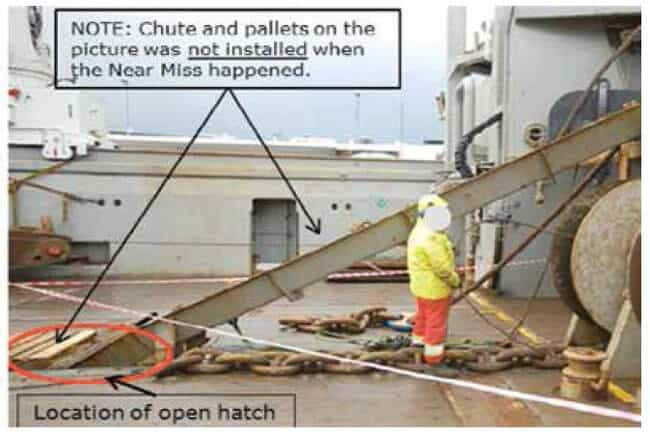 NOTE: Chute and pallets on the
picture was not installed when
the Near Miss happened.
Location of open hatch